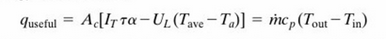 q_useful = A_c[I_T τα − U_L(T_ave − T_a)] = ṁc_p(T_out − T_in)